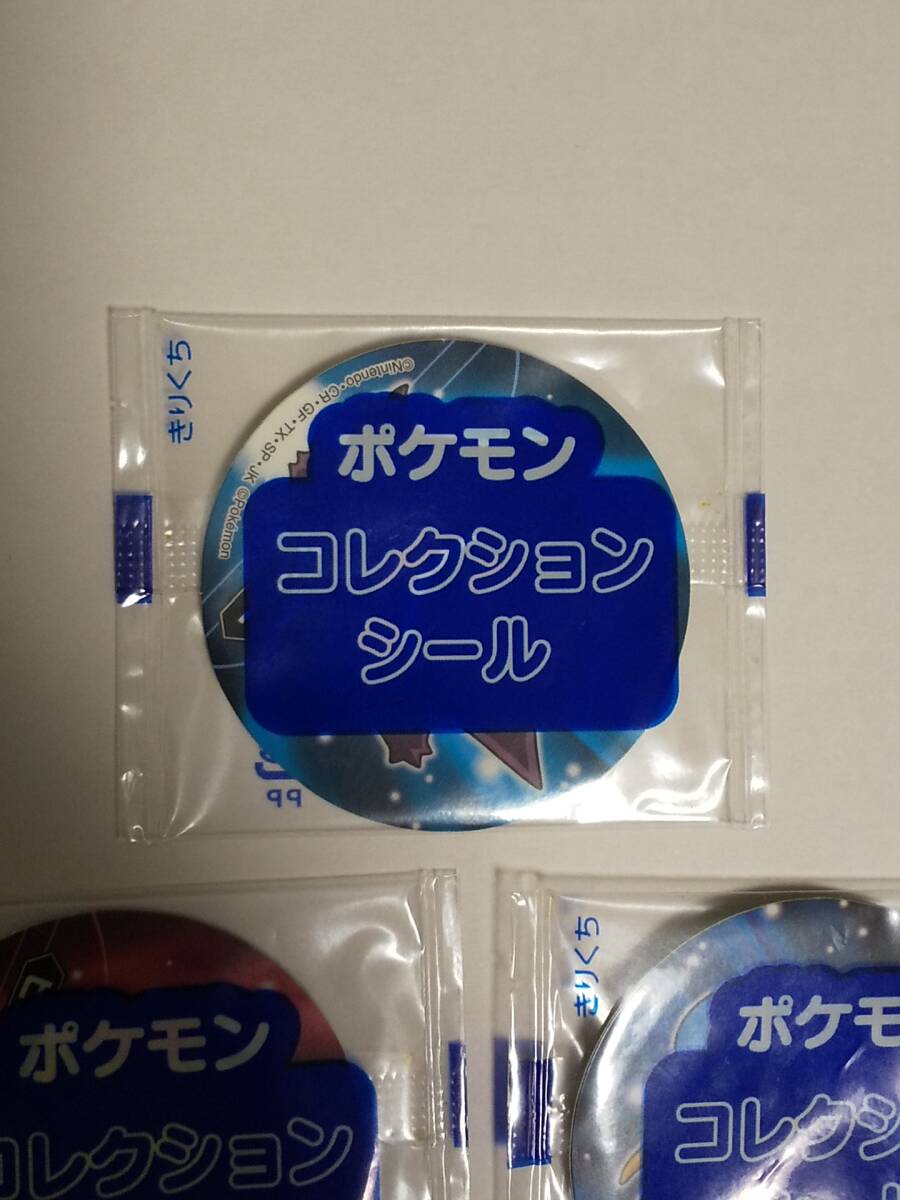 きりくち
©Nintendo・CR・GF・TX・SP・JK ©Pokémon
ポケモン
コレクション
シール
きりくち
ポケモン
コレクション
ポケモ
コレクシ